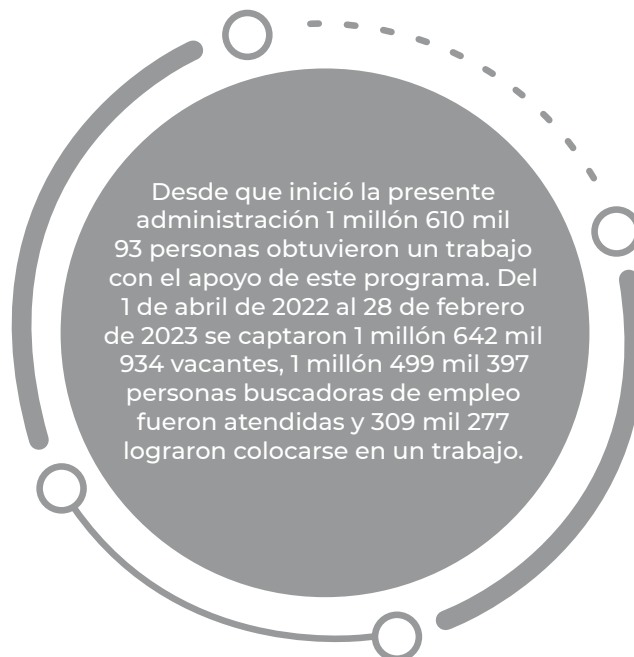 Desde que inició la presente
administración 1 millón 610 mil
93 personas obtuvieron un trabajo
con el apoyo de este programa. Del
1 de abril de 2022 al 28 de febrero
de 2023 se captaron 1 millón 642 mil
934 vacantes, 1 millón 499 mil 397
personas buscadoras de empleo
fueron atendidas y 309 mil 277
lograron colocarse en un trabajo.